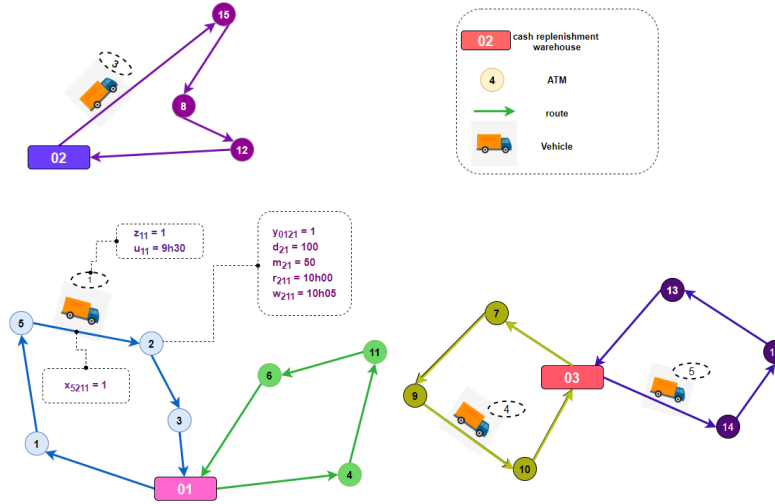 15
3
8
12
02
02
cash replenishment
warehouse
4
ATM
route
Vehicle
z11 = 1
u11 = 9h30
y0121 = 1
d21 = 100
m21 = 50
r211 = 10h00
w211 = 10h05
1
5
2
x5211 = 1
3
1
01
11
6
4
13
7
03
5
9
4
14
10